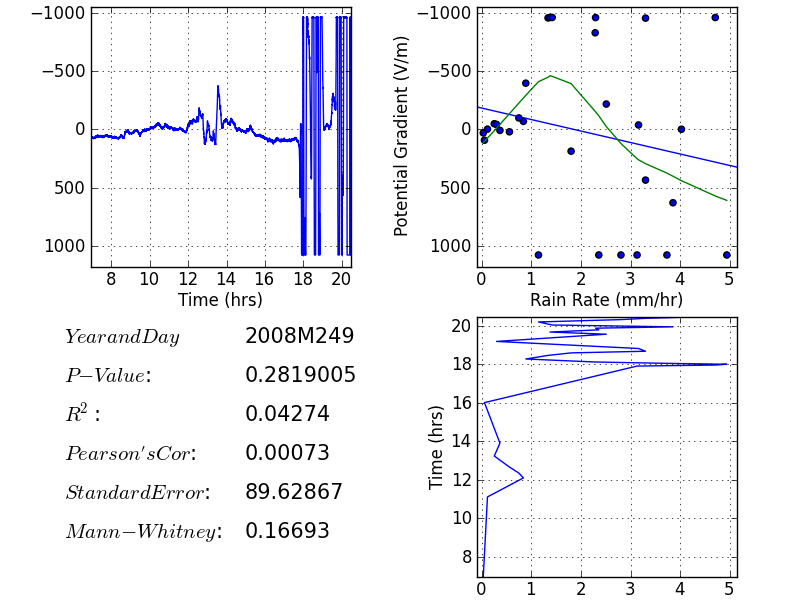 −1000
−500
0
500
1000
8 10 12 14 16 18 20
Time (hrs)
Potential Gradient (V/m)
−1000
−500
0
500
1000
0 1 2 3 4 5
Rain Rate (mm/hr)
YearandDay 2008M249
P−Value: 0.2819005
R²: 0.04274
Pearson'sCor: 0.00073
StandardError: 89.62867
Mann−Whitney: 0.16693
Time (hrs)
20
18
16
14
12
10
8
0 1 2 3 4 5